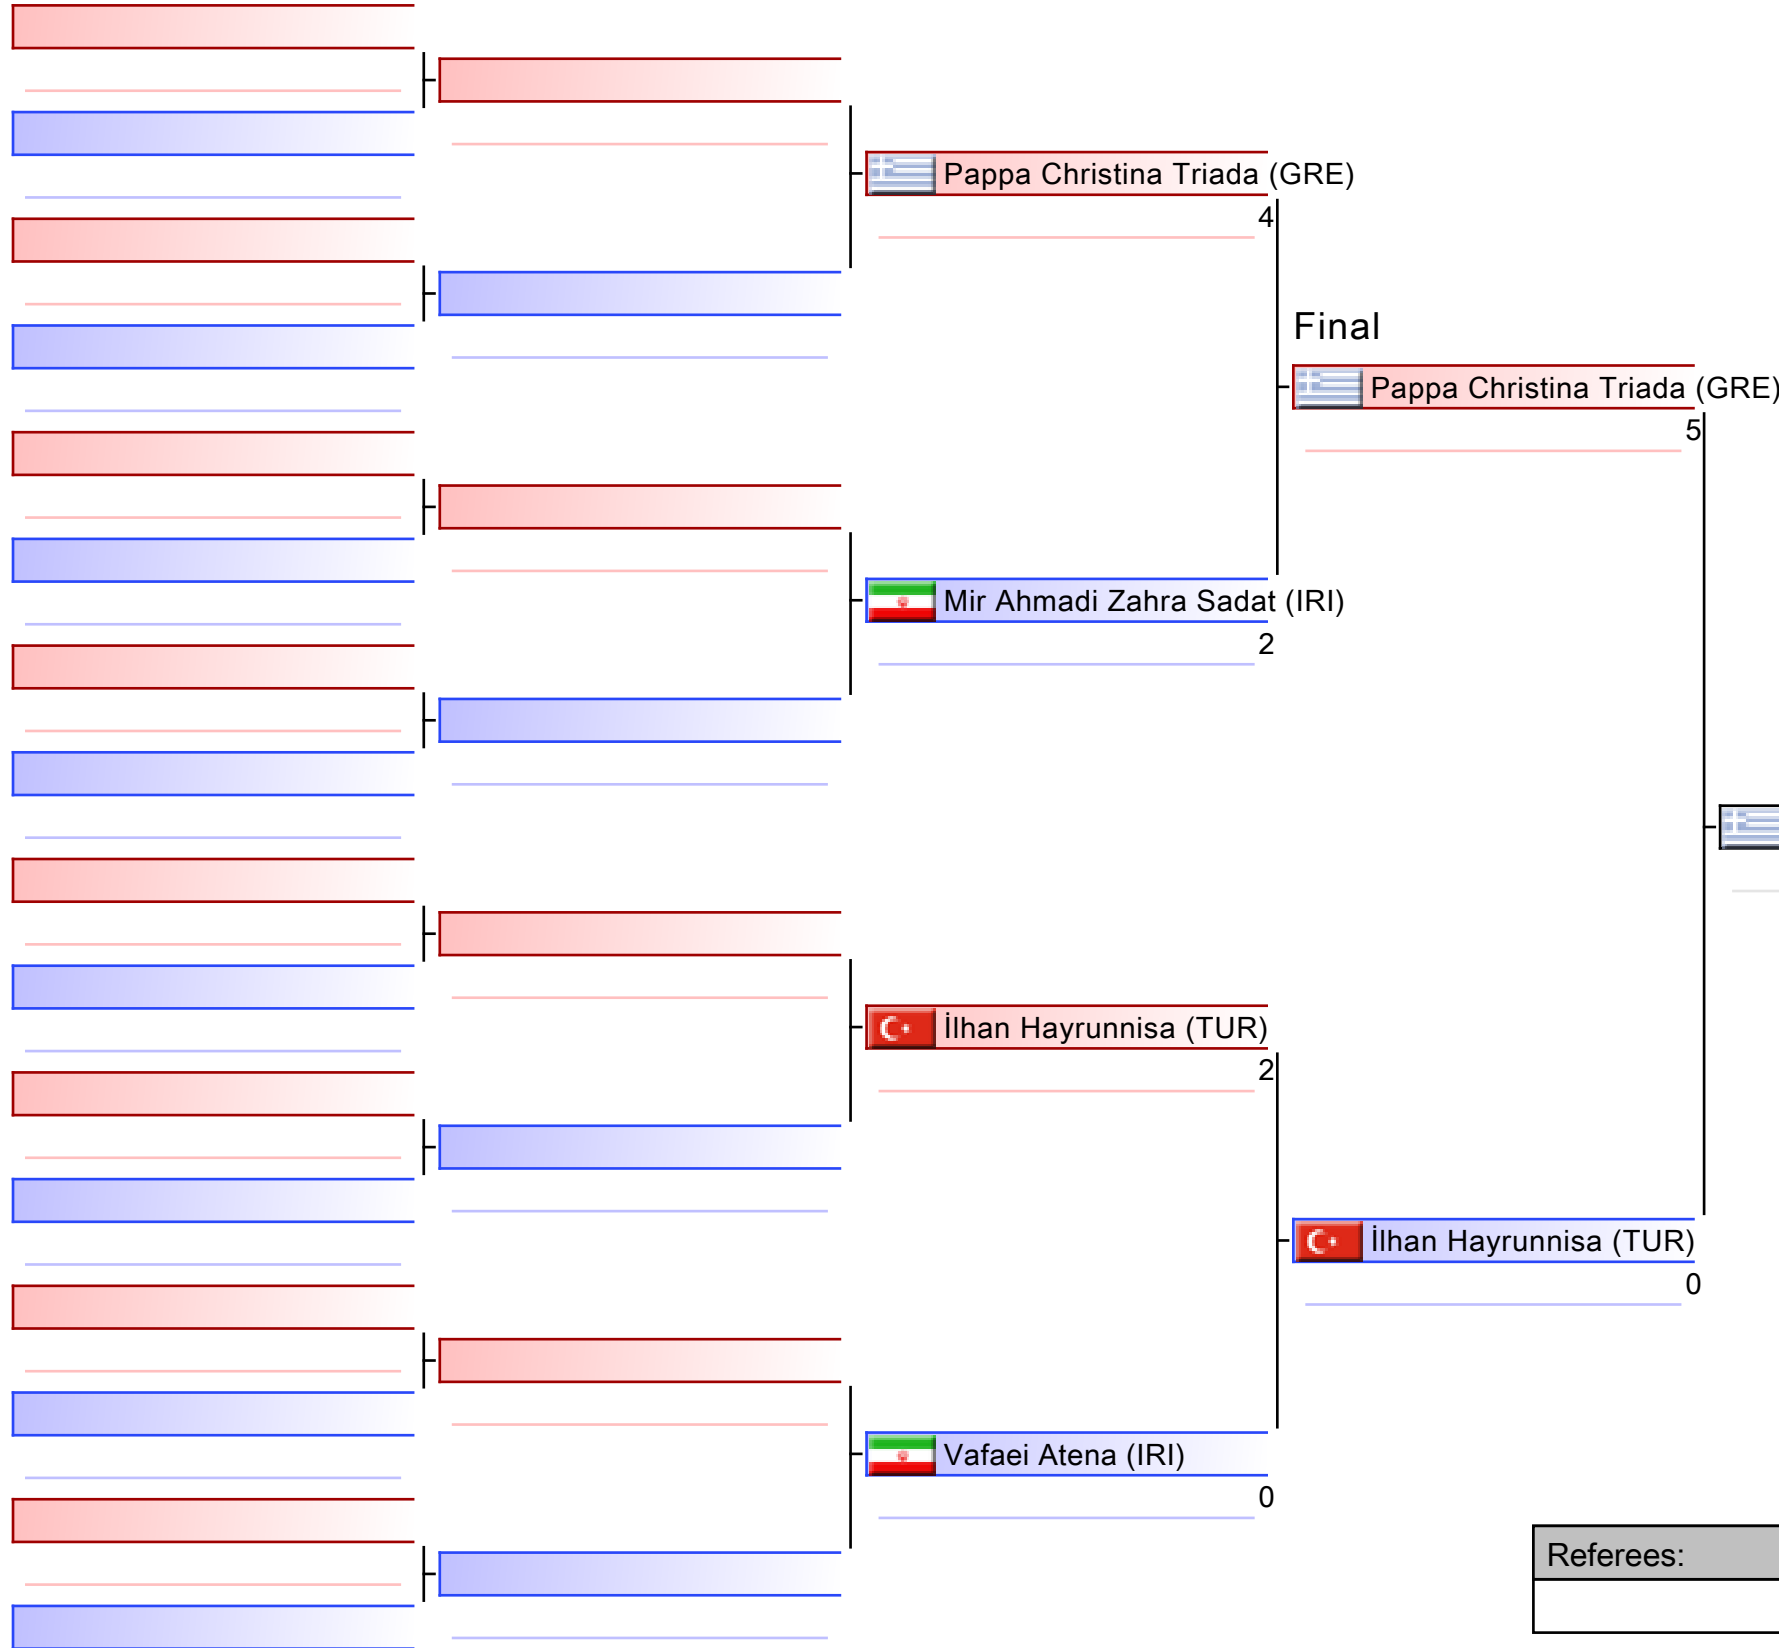 Pappa Christina Triada (GRE)
4
Final
Pappa Christina Triada (GRE)
5
Mir Ahmadi Zahra Sadat (IRI)
2
İlhan Hayrunnisa (TUR)
2
İlhan Hayrunnisa (TUR)
0
Vafaei Atena (IRI)
0
Referees: